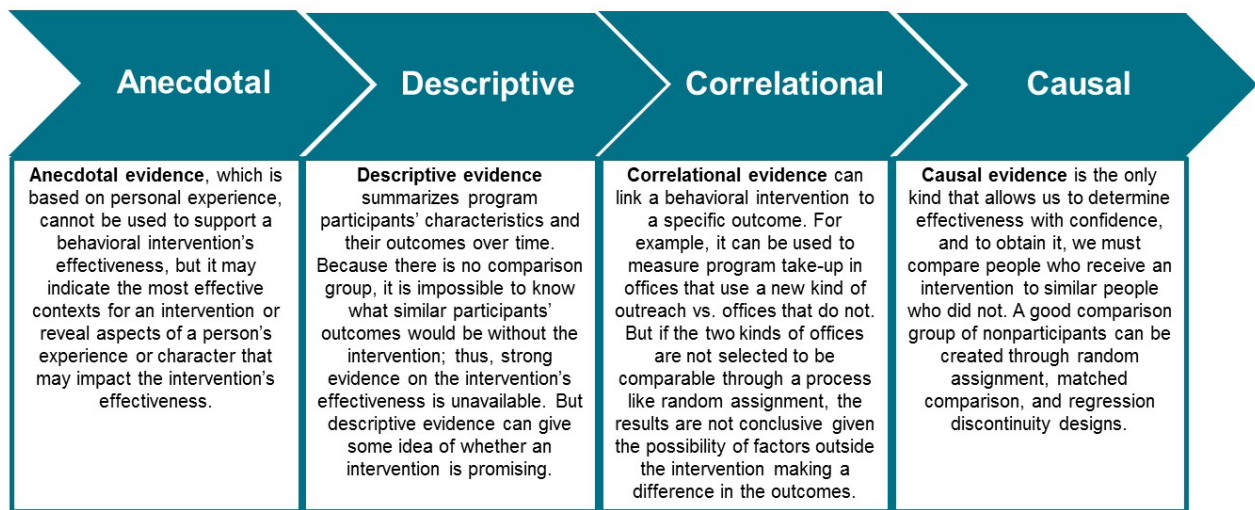 Anecdotal
Descriptive
Correlational
Causal
Anecdotal evidence, which is
based on personal experience,
cannot be used to support a
behavioral intervention's
effectiveness, but it may
indicate the most effective
contexts for an intervention or
reveal aspects of a person's
experience or character that
may impact the intervention's
effectiveness.
Descriptive evidence
summarizes program
participants' characteristics and
their outcomes over time.
Because there is no comparison
group, it is impossible to know
what similar participants'
outcomes would be without the
intervention; thus, strong
evidence on the intervention's
effectiveness is unavailable. But
descriptive evidence can give
some idea of whether an
intervention is promising.
Correlational evidence can
link a behavioral intervention to
a specific outcome. For
example, it can be used to
measure program take-up in
offices that use a new kind of
outreach vs. offices that do not.
But if the two kinds of offices
are not selected to be
comparable through a process
like random assignment, the
results are not conclusive given
the possibility of factors outside
the intervention making a
difference in the outcomes.
Causal evidence is the only
kind that allows us to determine
effectiveness with confidence,
and to obtain it, we must
compare people who receive an
intervention to similar people
who did not. A good comparison
group of nonparticipants can be
created through random
assignment, matched
comparison, and regression
discontinuity designs.